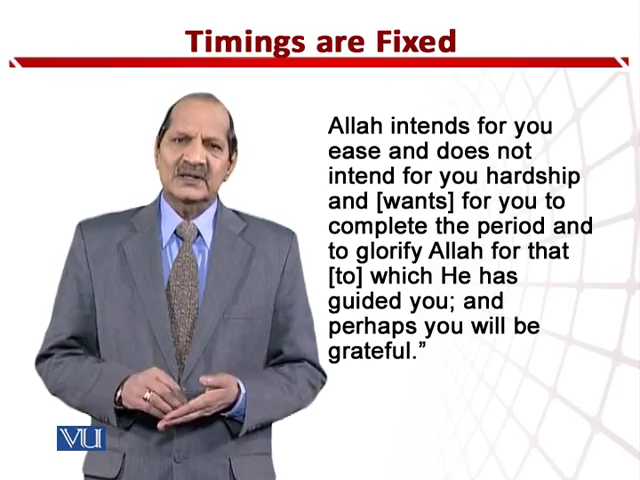 Timings are Fixed
Allah intends for you
ease and does not
intend for you hardship
and [wants] for you to
complete the period and
to glorify Allah for that
[to] which He has
guided you; and
perhaps you will be
grateful.”
VU